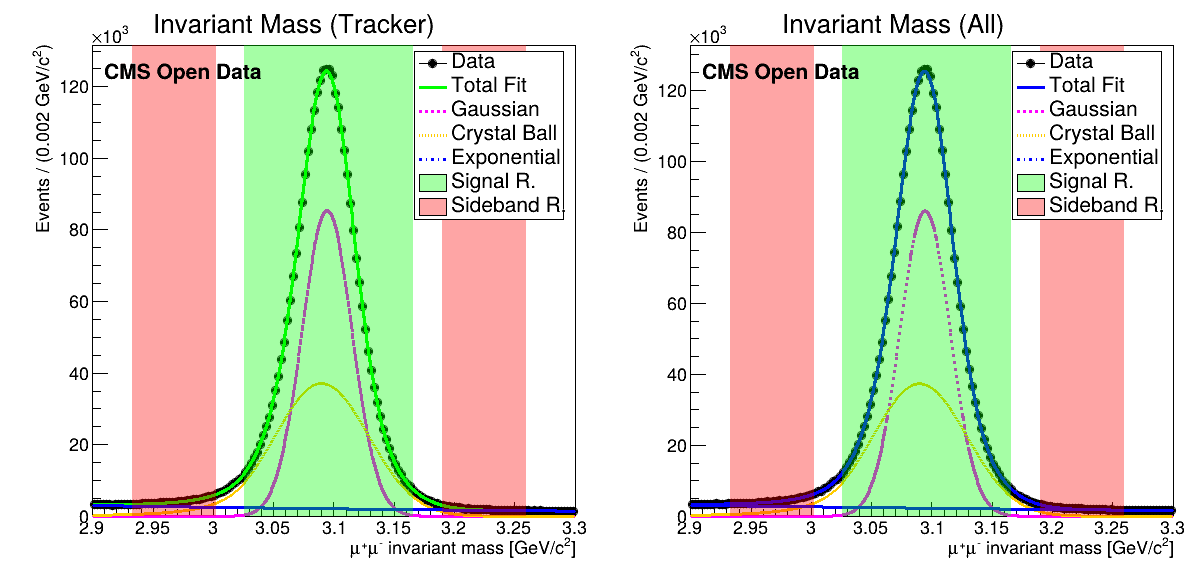 Invariant Mass (Tracker)
×10³
Events / (0.002 GeV/c²)
CMS Open Data
Data
Total Fit
Gaussian
Crystal Ball
Exponential
Signal R.
Sideband R.
120
100
80
60
40
20
0
2.9 2.95 3 3.05 3.1 3.15 3.2 3.25 3.3
μ⁺μ⁻ invariant mass [GeV/c²]
Invariant Mass (All)
×10³
Events / (0.002 GeV/c²)
CMS Open Data
Data
Total Fit
Gaussian
Crystal Ball
Exponential
Signal R.
Sideband R.
120
100
80
60
40
20
0
2.9 2.95 3 3.05 3.1 3.15 3.2 3.25 3.3
μ⁺μ⁻ invariant mass [GeV/c²]